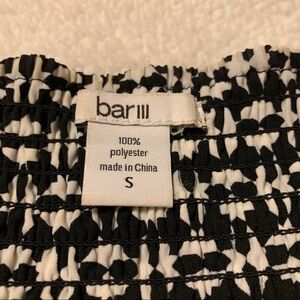 bar III
100%
polyester
made in China
S